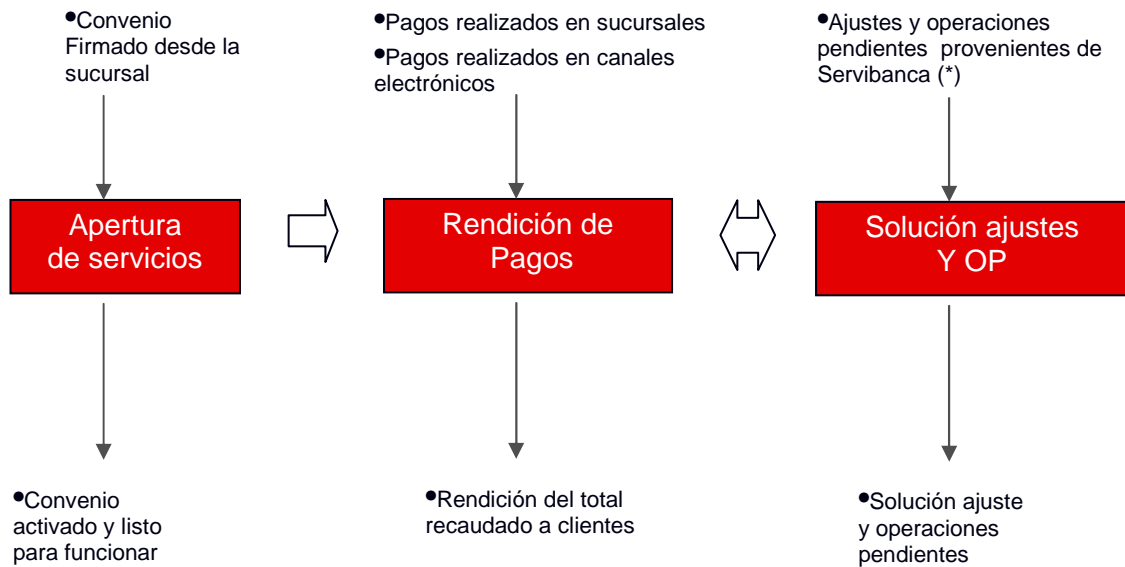 •Convenio
Firmado desde la
sucursal
•Pagos realizados en sucursales
•Pagos realizados en canales
electrónicos
•Ajustes y operaciones
pendientes provenientes de
Servibanca (*)
Apertura
de servicios
Rendición de
Pagos
Solución ajustes
Y OP
•Convenio
activado y listo
para funcionar
•Rendición del total
recaudado a clientes
•Solución ajuste
y operaciones
pendientes